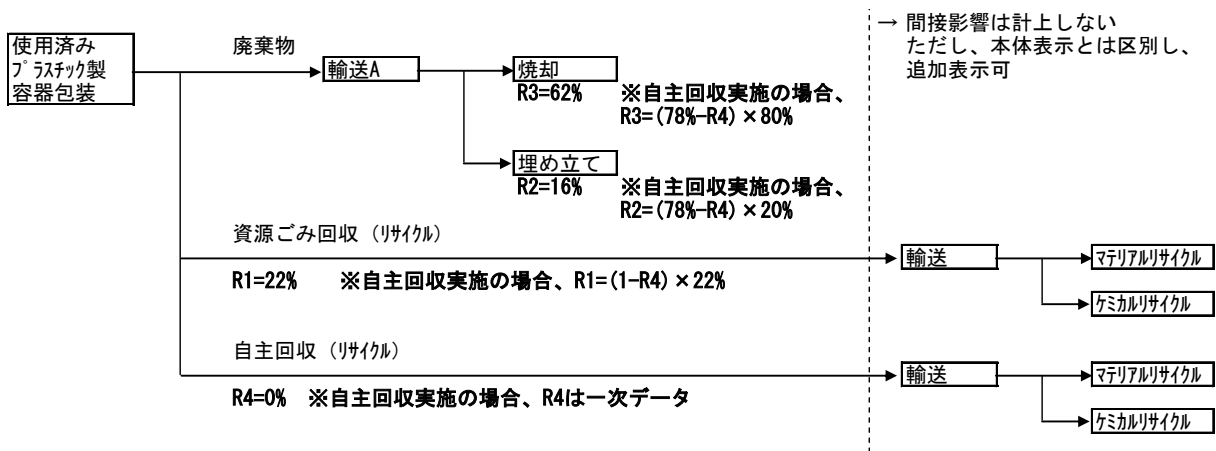 使用済み
プラスチック製
容器包装
廃棄物
輸送A
焼却
R3=62%　※自主回収実施の場合、
R3=(78%-R4)×80%
埋め立て
R2=16%　※自主回収実施の場合、
R2=(78%-R4)×20%
→ 間接影響は計上しない
ただし、本体表示とは区別し、
追加表示可
資源ごみ回収（ﾘｻｲｸﾙ）
R1=22%　※自主回収実施の場合、R1=(1-R4)×22%
輸送
ﾏﾃﾘｱﾙﾘｻｲｸﾙ
ｹﾐｶﾙﾘｻｲｸﾙ
自主回収（ﾘｻｲｸﾙ）
R4=0%　※自主回収実施の場合、R4は一次データ
輸送
ﾏﾃﾘｱﾙﾘｻｲｸﾙ
ｹﾐｶﾙﾘｻｲｸﾙ